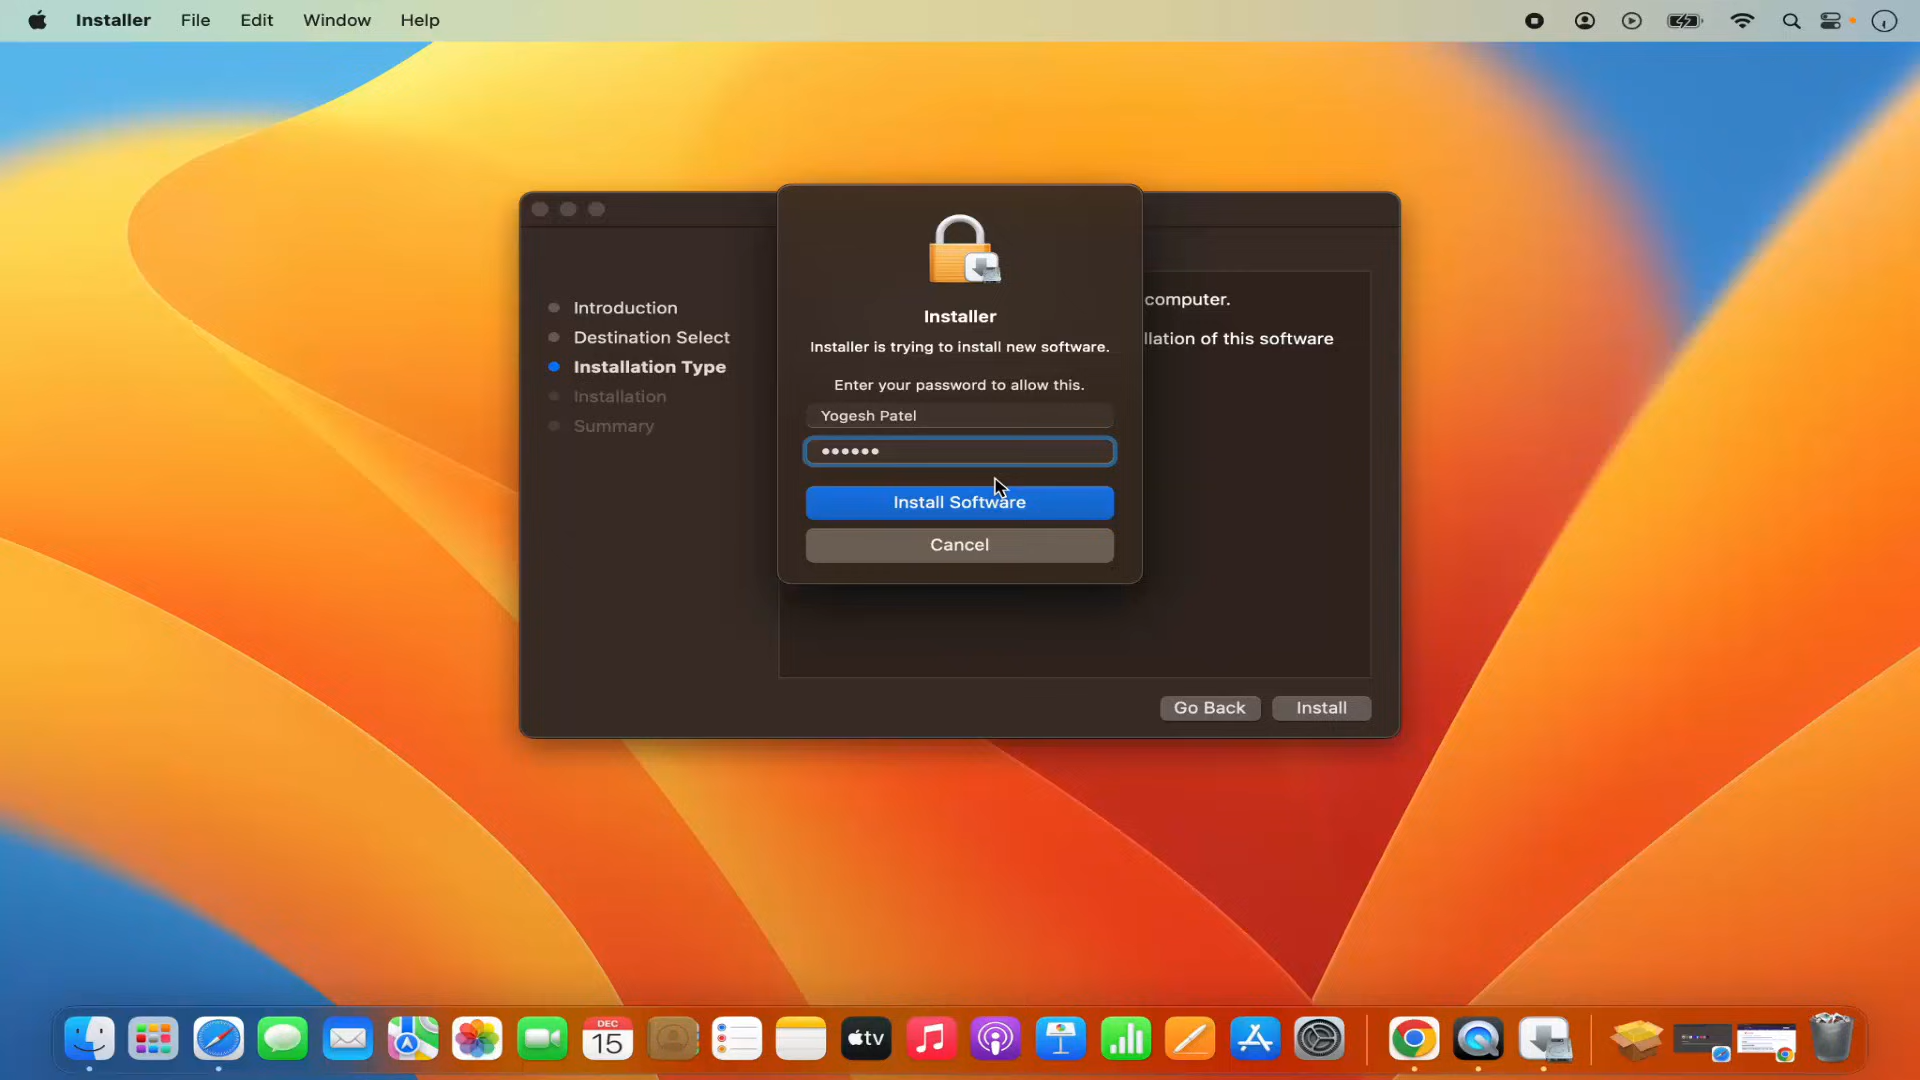 Installer File Edit Window Help
Introduction
Destination Select
Installation Type
Installation
Summary
computer.
llation of this software
Installer
Installer is trying to install new software.
Enter your password to allow this.
Yogesh Patel
••••••
Install Software
Cancel
Go Back Install
DEC
15
tv